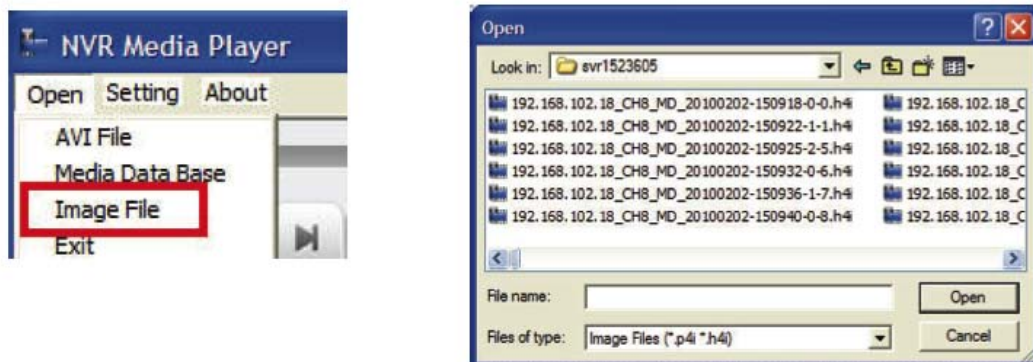 NVR Media Player
Open Setting About
AVI File
Media Data Base
Image File
Exit
Open
Look in: svr1523605
192.168.102.18_CH8_MD_20100202-150918-0-0.h4i
192.168.102.18_CH8_MD_20100202-150922-1-1.h4i
192.168.102.18_CH8_MD_20100202-150925-2-5.h4i
192.168.102.18_CH8_MD_20100202-150932-0-6.h4i
192.168.102.18_CH8_MD_20100202-150936-1-7.h4i
192.168.102.18_CH8_MD_20100202-150940-0-8.h4i
192.168.102.18_C
192.168.102.18_C
192.168.102.18_C
192.168.102.18_C
192.168.102.18_C
192.168.102.18_C
File name: Open
Files of type: Image Files (*.p4i *.h4i) Cancel